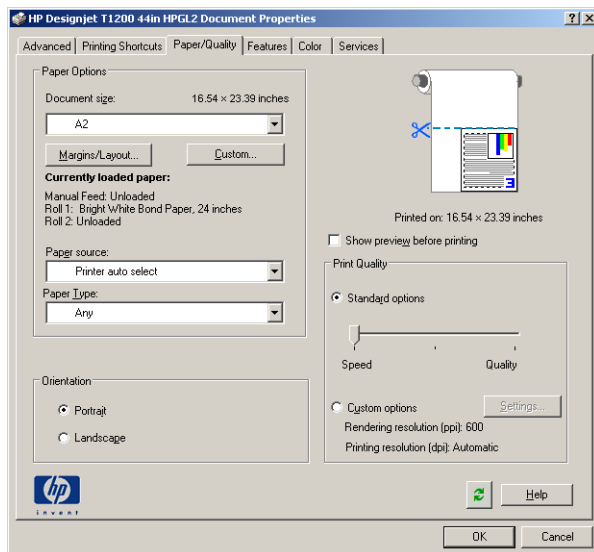 HP Designjet T1200 44in HPGL2 Document Properties
Advanced
Printing Shortcuts
Paper/Quality
Features
Color
Services
Paper Options
Document size:
16.54 × 23.39 inches
A2
Margins/Layout...
Custom...
Currently loaded paper:
Manual Feed: Unloaded
Roll 1: Bright White Bond Paper, 24 inches
Roll 2: Unloaded
Paper source:
Printer auto select
Paper Type:
Any
Orientation
Portrait
Landscape
hp
invent
3
Printed on: 16.54 × 23.39 inches
Show preview before printing
Print Quality
Standard options
Speed
Quality
Custom options
Settings...
Rendering resolution (ppi): 600
Printing resolution (dpi): Automatic
Help
OK
Cancel